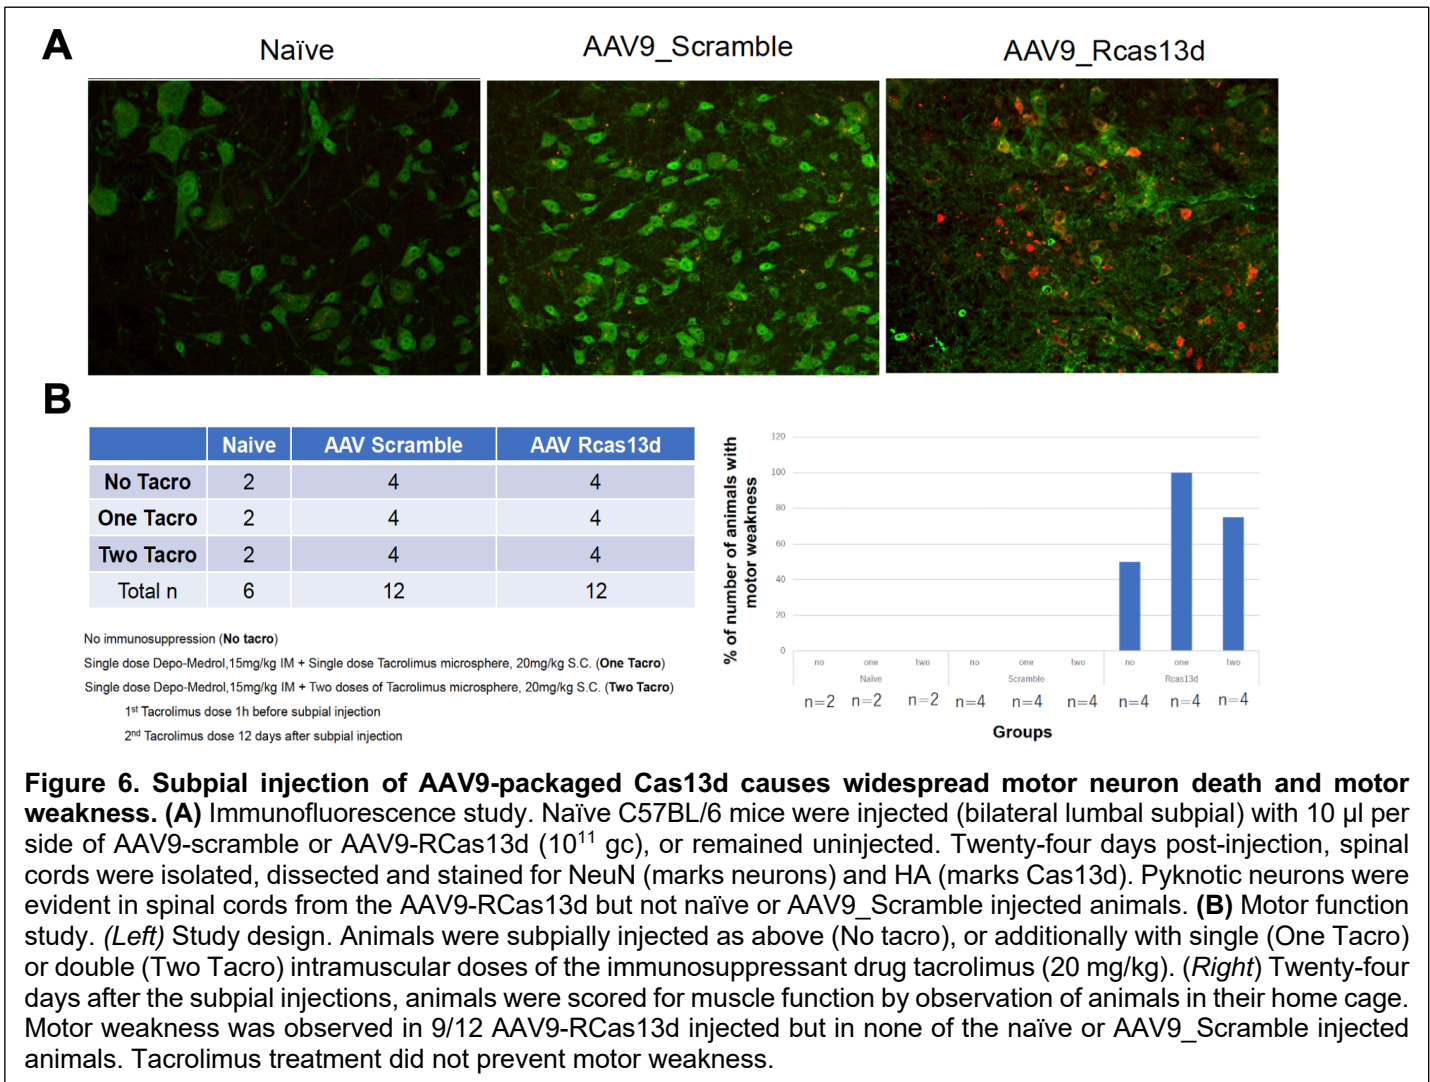 A
Naïve
AAV9_Scramble
AAV9_Rcas13d
B
Naive AAV Scramble AAV Rcas13d
No Tacro 2 4 4
One Tacro 2 4 4
Two Tacro 2 4 4
Total n 6 12 12
No immunosuppression (No tacro)
Single dose Depo-Medrol,15mg/kg IM + Single dose Tacrolimus microsphere, 20mg/kg S.C. (One Tacro)
Single dose Depo-Medrol,15mg/kg IM + Two doses of Tacrolimus microsphere, 20mg/kg S.C. (Two Tacro)
1st Tacrolimus dose 1h before subpial injection
2nd Tacrolimus dose 12 days after subpial injection
% of number of animals with
motor weakness
120
100
80
60
40
20
0
no one two no one two no one two
Naïve Scramble Rcas13d
n=2 n=2 n=2 n=4 n=4 n=4 n=4 n=4 n=4
Groups
Figure 6. Subpial injection of AAV9-packaged Cas13d causes widespread motor neuron death and motor
weakness. (A) Immunofluorescence study. Naïve C57BL/6 mice were injected (bilateral lumbal subpial) with 10 µl per
side of AAV9-scramble or AAV9-RCas13d (10¹¹ gc), or remained uninjected. Twenty-four days post-injection, spinal
cords were isolated, dissected and stained for NeuN (marks neurons) and HA (marks Cas13d). Pyknotic neurons were
evident in spinal cords from the AAV9-RCas13d but not naïve or AAV9_Scramble injected animals. (B) Motor function
study. (Left) Study design. Animals were subpially injected as above (No tacro), or additionally with single (One Tacro)
or double (Two Tacro) intramuscular doses of the immunosuppressant drug tacrolimus (20 mg/kg). (Right) Twenty-four
days after the subpial injections, animals were scored for muscle function by observation of animals in their home cage.
Motor weakness was observed in 9/12 AAV9-RCas13d injected but in none of the naïve or AAV9_Scramble injected
animals. Tacrolimus treatment did not prevent motor weakness.